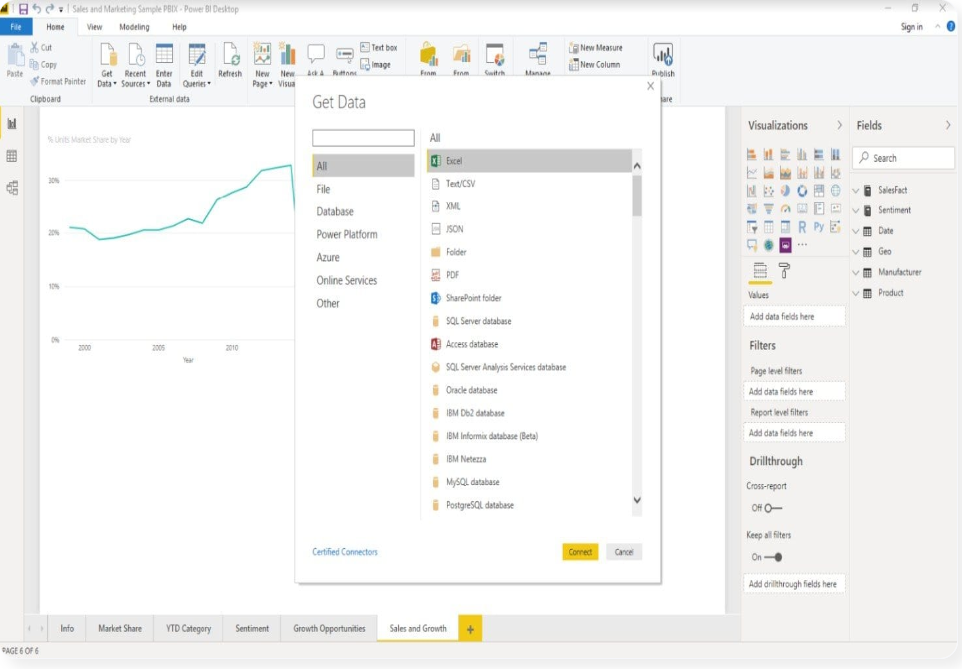 Sales and Marketing Sample PBIX - Power BI Desktop
File Home View Modeling Help Sign in
Cut
Copy
Format Painter
Paste
Clipboard
Get Data
Recent Sources
Enter Data
Edit Queries
Refresh
External data
New Page
New
Text box
Image
Manage
New Measure
New Column
Publish
Get Data
All
File
Database
Power Platform
Azure
Online Services
Other
All
Excel
Text/CSV
XML
JSON
Folder
PDF
SharePoint folder
SQL Server database
Access database
SQL Server Analysis Services database
Oracle database
IBM Db2 database
IBM Informix database (Beta)
IBM Netezza
MySQL database
PostgreSQL database
Certified Connectors
Connect Cancel
% Units Market Share by Year
30%
20%
10%
0%
2000 2005 2010
Year
Visualizations
R Py
Values
Add data fields here
Filters
Page level filters
Add data fields here
Report level filters
Add data fields here
Drillthrough
Cross-report
Off
Keep all filters
On
Add drillthrough fields here
Fields
Search
SalesFact
Sentiment
Date
Geo
Manufacturer
Product
Info Market Share YTD Category Sentiment Growth Opportunities Sales and Growth +
PAGE 6 OF 6